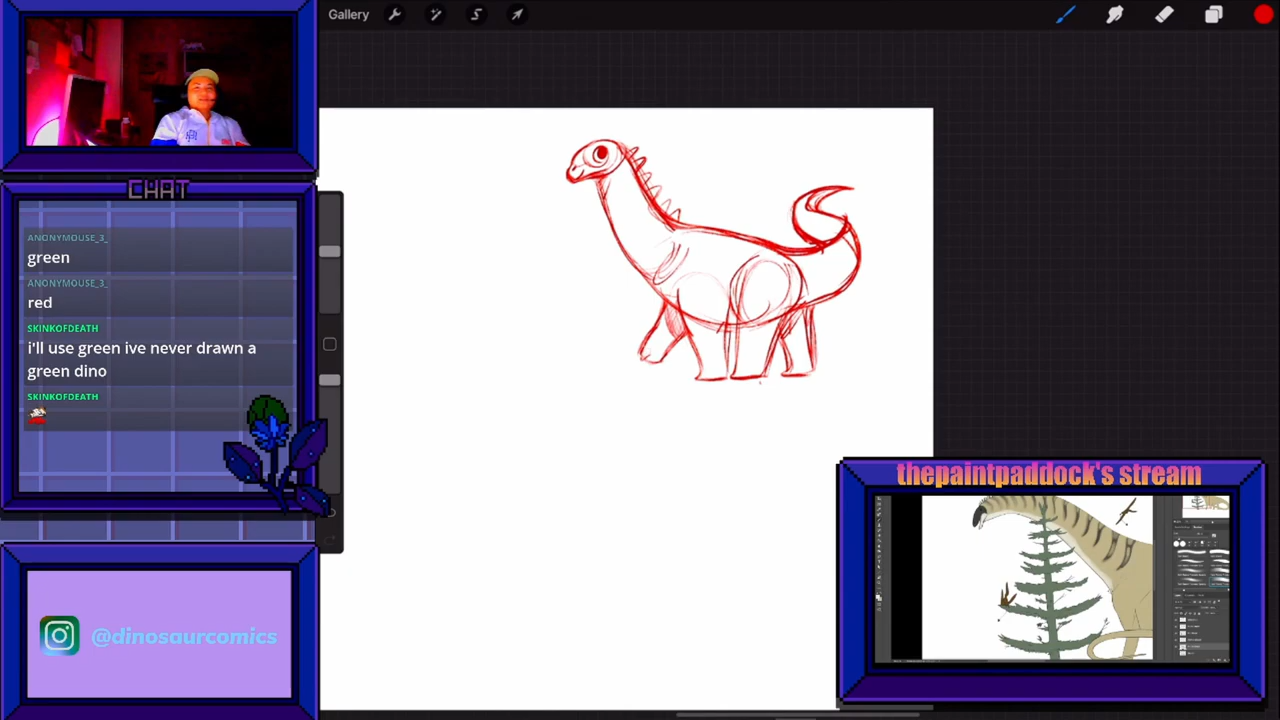 Gallery
CHAT
ANONYMOUSE_3_
green
ANONYMOUSE_3_
red
SKINKOFDEATH
i'll use green ive never drawn a
green dino
SKINKOFDEATH
@dinosaurcomics
thepaintpaddock's stream